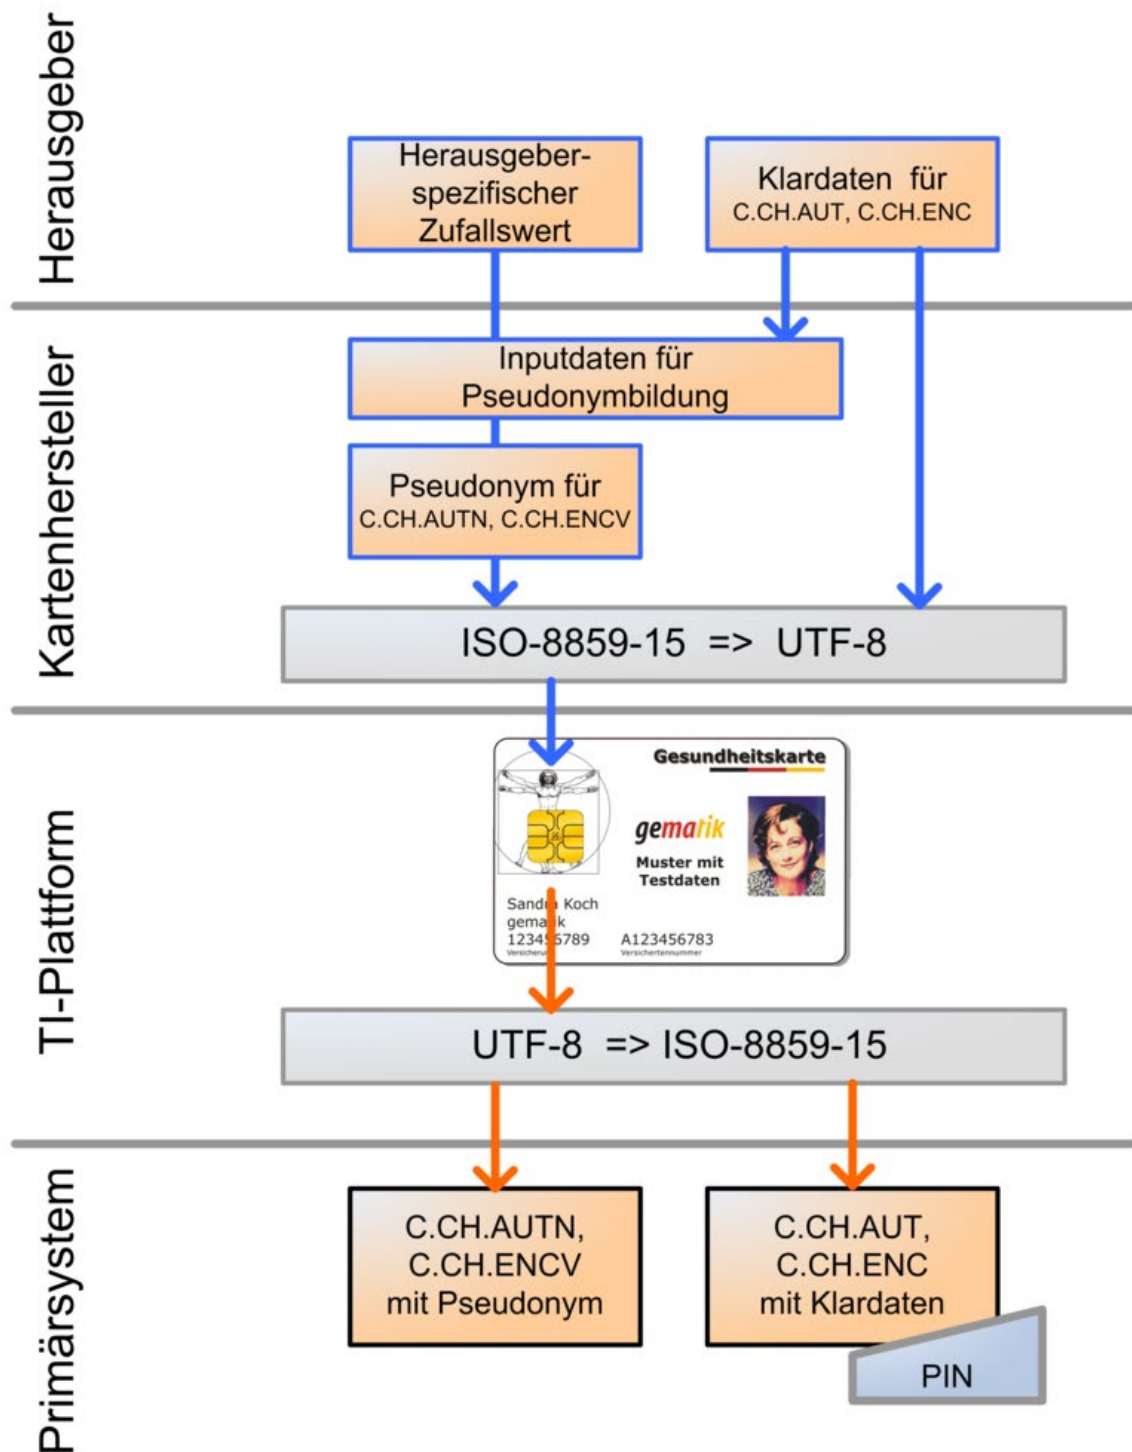 Herausgeber
Herausgeber-
spezifischer
Zufallswert
Klardaten für
C.CH.AUT, C.CH.ENC
Kartenhersteller
Inputdaten für
Pseudonymbildung
Pseudonym für
C.CH.AUTN, C.CH.ENCV
ISO-8859-15 => UTF-8
TI-Plattform
Gesundheitskarte
gematik
Muster mit
Testdaten
Sandra Koch
gematik
123456789 A123456783
Versichertennummer
UTF-8 => ISO-8859-15
Primärsystem
C.CH.AUTN,
C.CH.ENCV
mit Pseudonym
C.CH.AUT,
C.CH.ENC
mit Klardaten
PIN